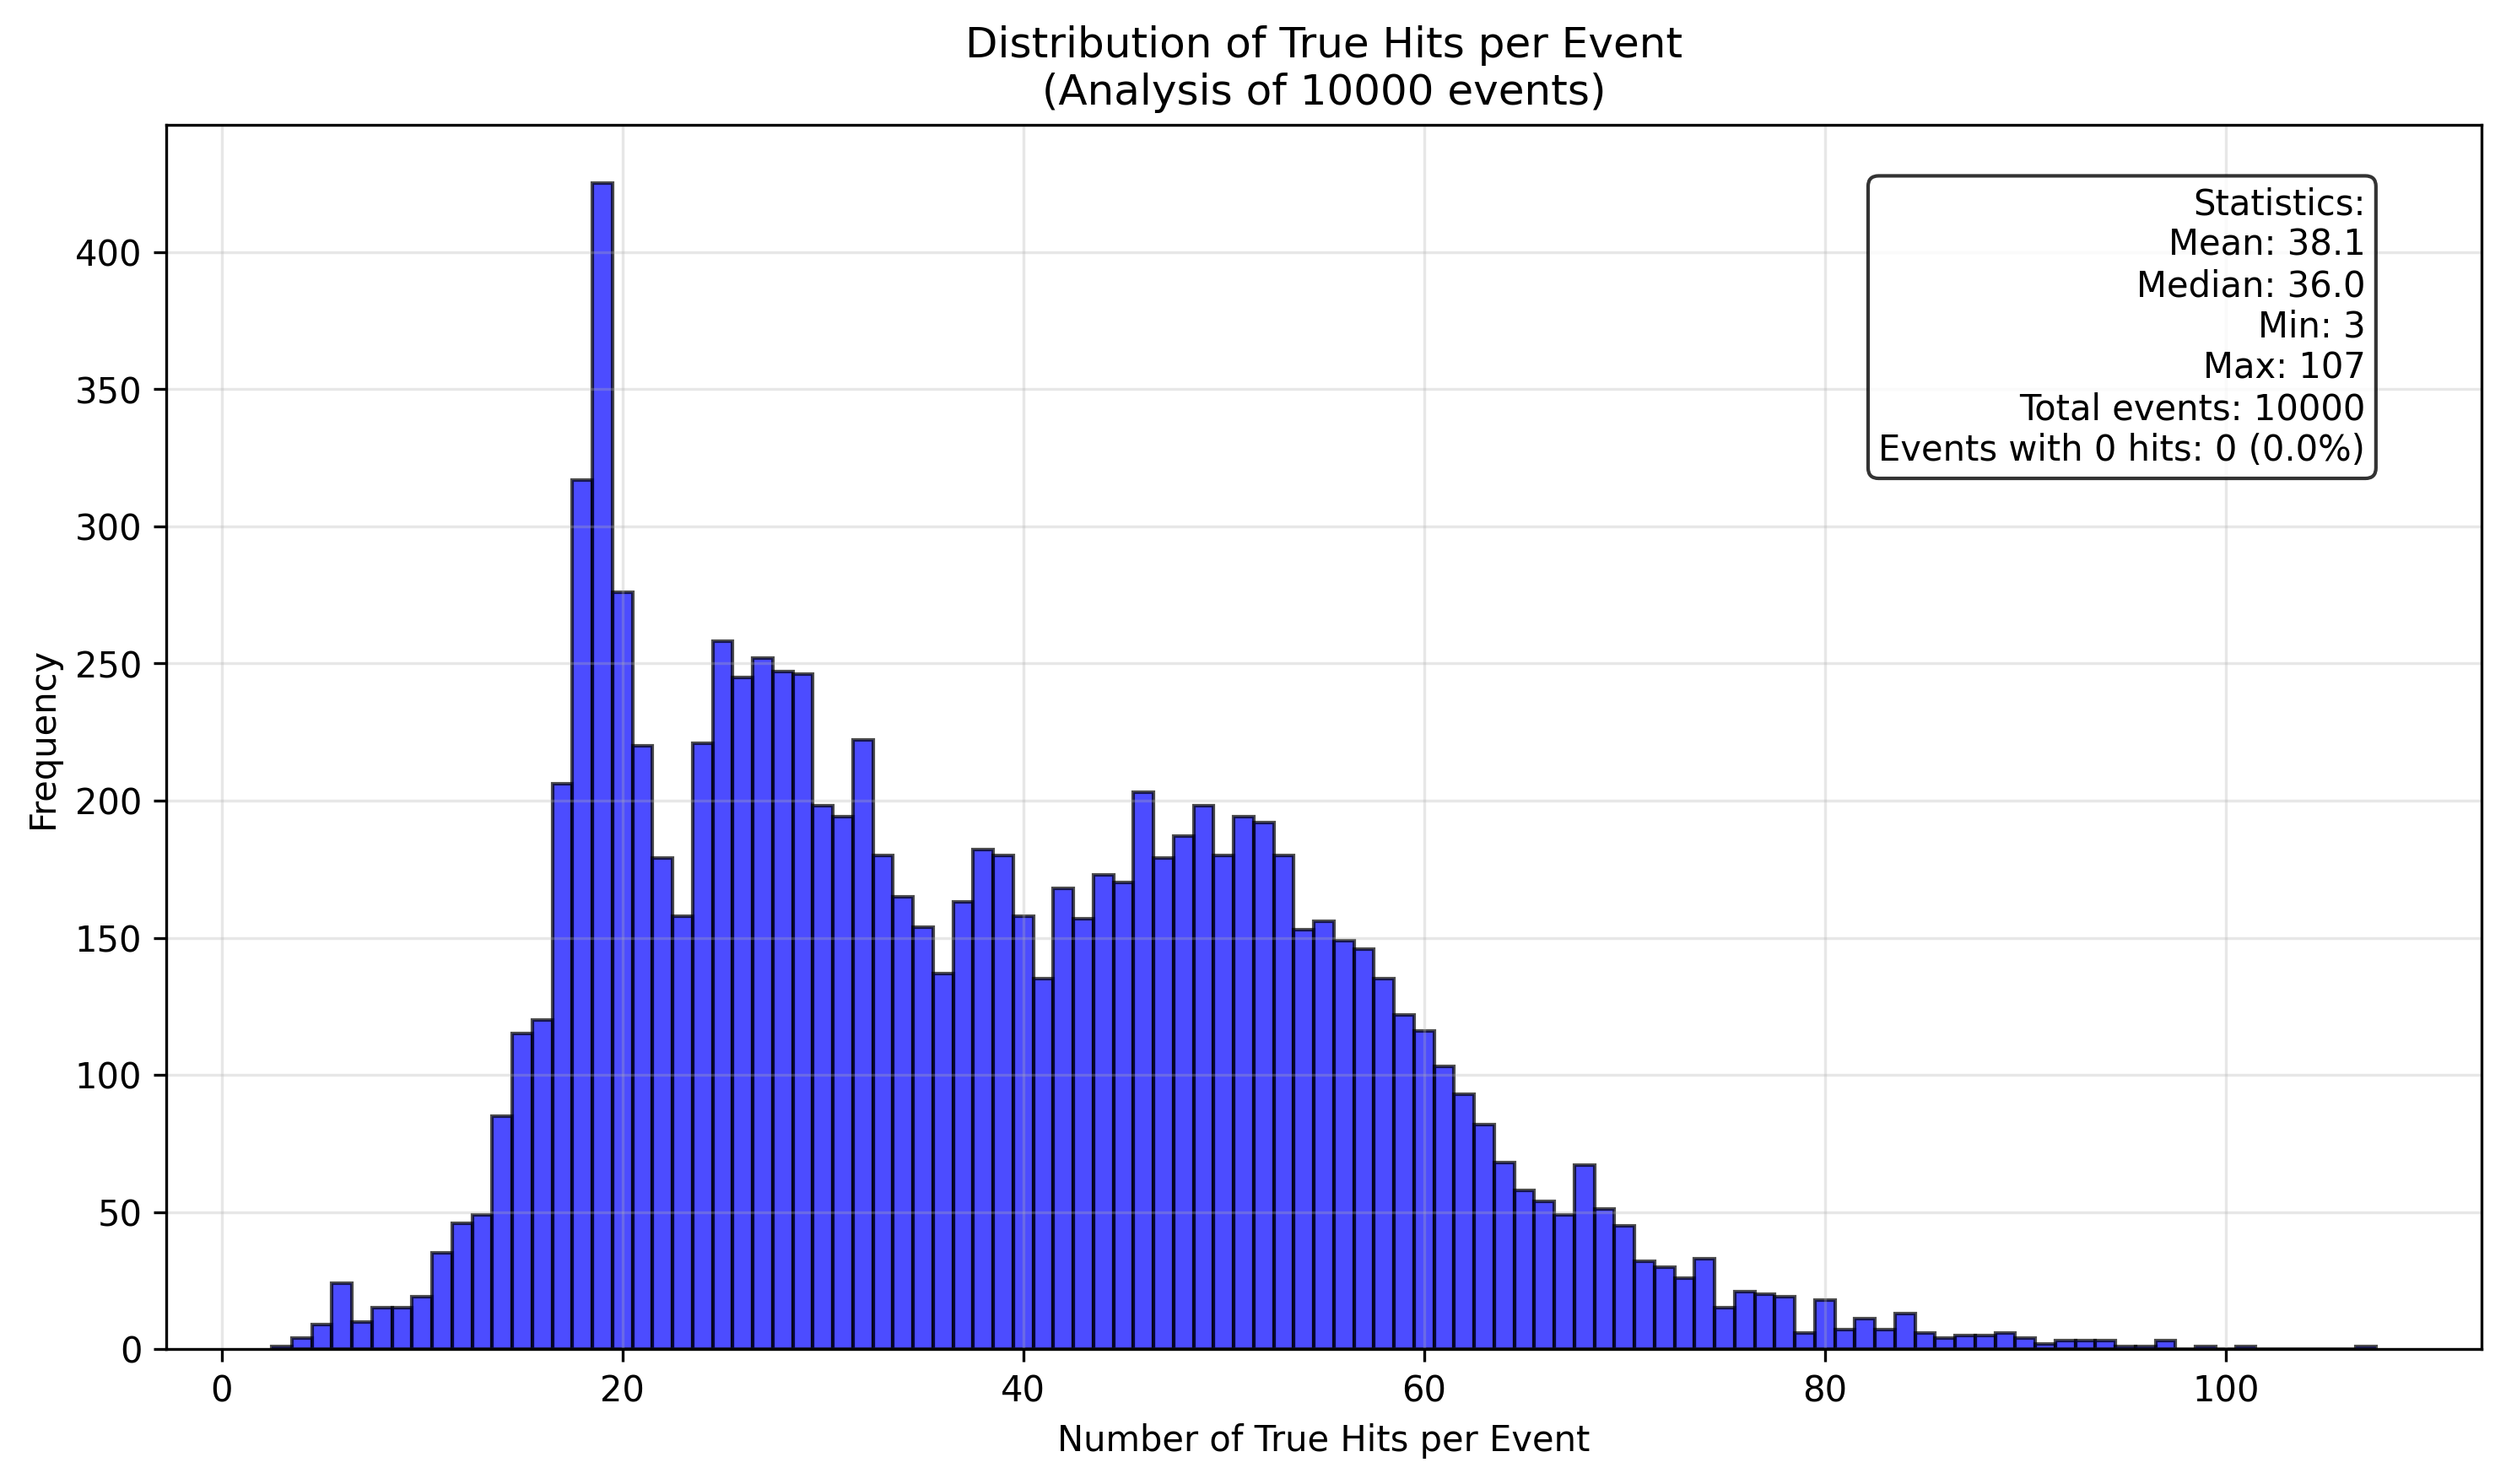 Distribution of True Hits per Event
(Analysis of 10000 events)
Statistics:
Mean: 38.1
Median: 36.0
Min: 3
Max: 107
Total events: 10000
Events with 0 hits: 0 (0.0%)
Frequency
400
350
300
250
200
150
100
50
0
0 20 40 60 80 100
Number of True Hits per Event